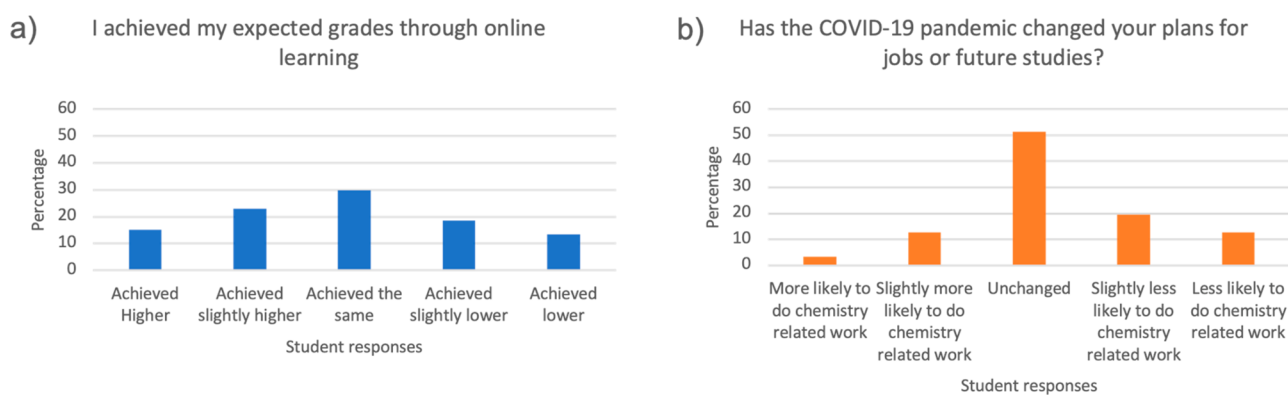 a)
I achieved my expected grades through online
learning
60
50
40
30
20
10
0
Percentage
Achieved
Higher
Achieved
slightly higher
Achieved the
same
Achieved
slightly lower
Achieved
lower
Student responses
b)
Has the COVID-19 pandemic changed your plans for
jobs or future studies?
60
50
40
30
20
10
0
Percentage
More likely to
do chemistry
related work
Slightly more
likely to do
chemistry
related work
Unchanged
Slightly less
likely to do
chemistry
related work
Less likely to
do chemistry
related work
Student responses